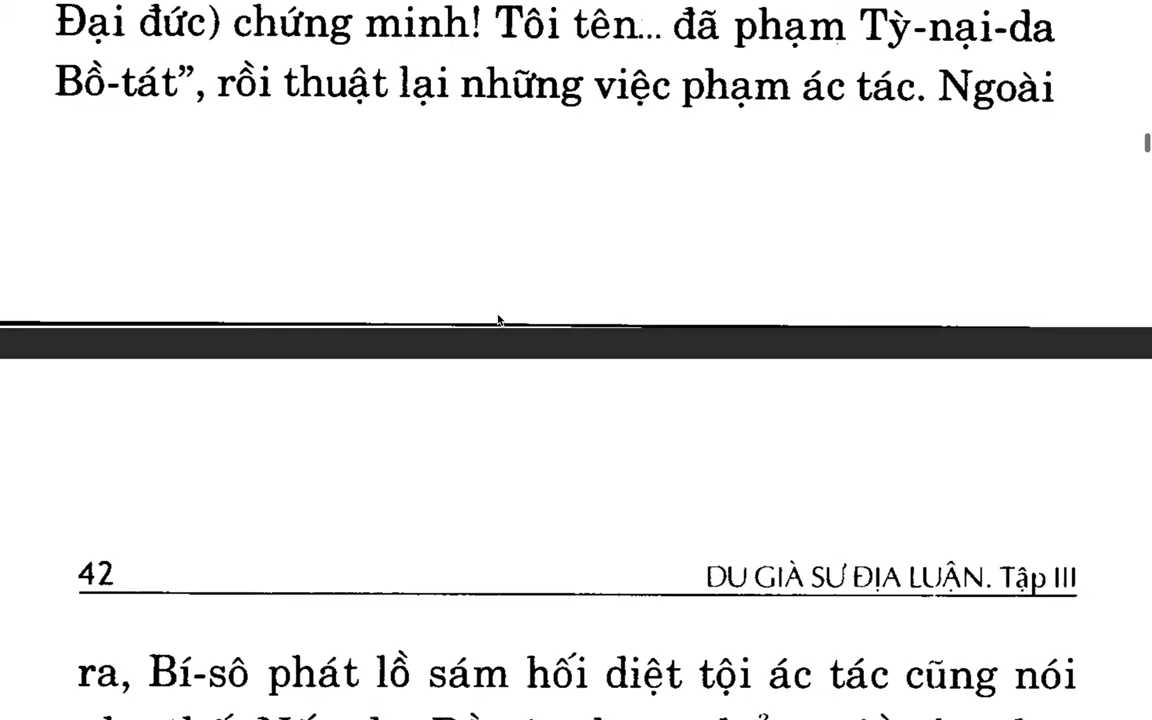 Đại đức) chứng minh! Tôi tên... đã phạm Tỳ-nại-da
Bồ-tát”, rồi thuật lại những việc phạm ác tác. Ngoài
42
DU GIÀ SƯ ĐỊA LUẬN. Tập III
ra, Bí-sô phát lồ sám hối diệt tội ác tác cũng nói